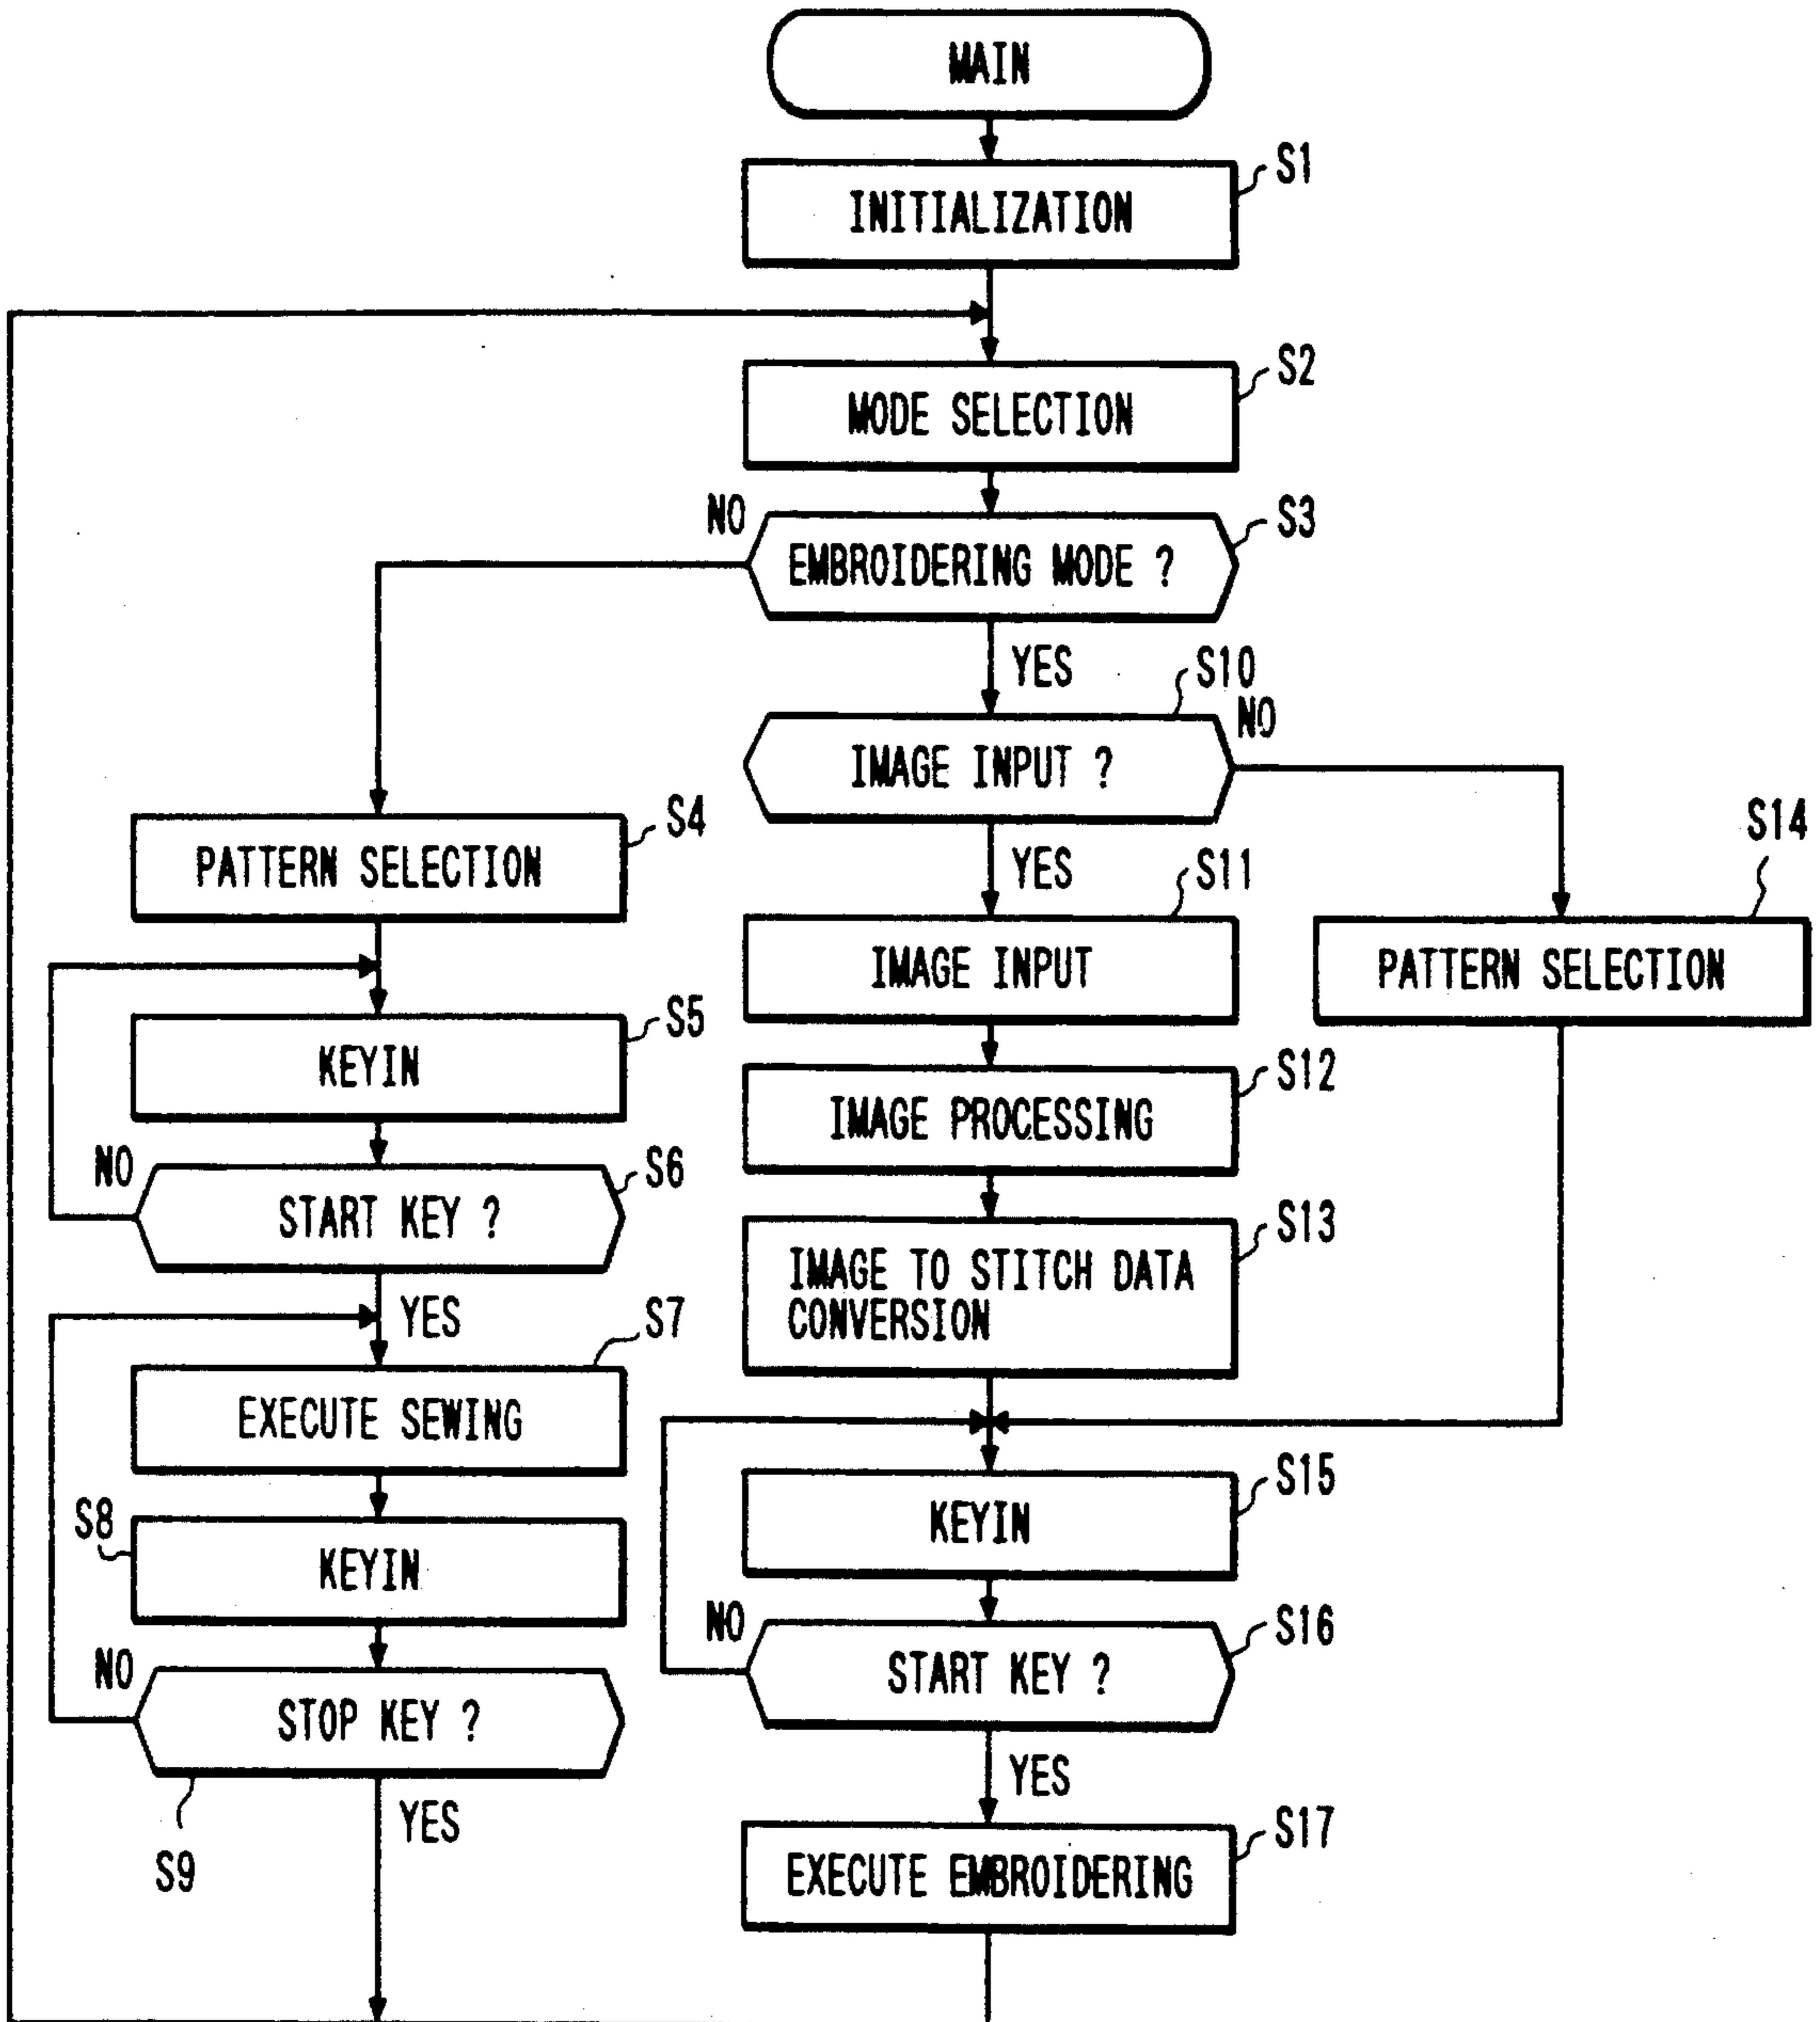 MAIN
S1
INITIALIZATION
S2
MODE SELECTION
NO
S3
EMBROIDERING MODE ?
YES
S10
NO
IMAGE INPUT ?
S4
S14
PATTERN SELECTION
YES
S11
IMAGE INPUT
PATTERN SELECTION
S5
KEYIN
S12
IMAGE PROCESSING
NO
S6
START KEY ?
S13
IMAGE TO STITCH DATA
CONVERSION
YES
S7
EXECUTE SEWING
S15
KEYIN
S8
KEYIN
NO
S16
START KEY ?
NO
STOP KEY ?
YES
YES
S9
S17
EXECUTE EMBROIDERING